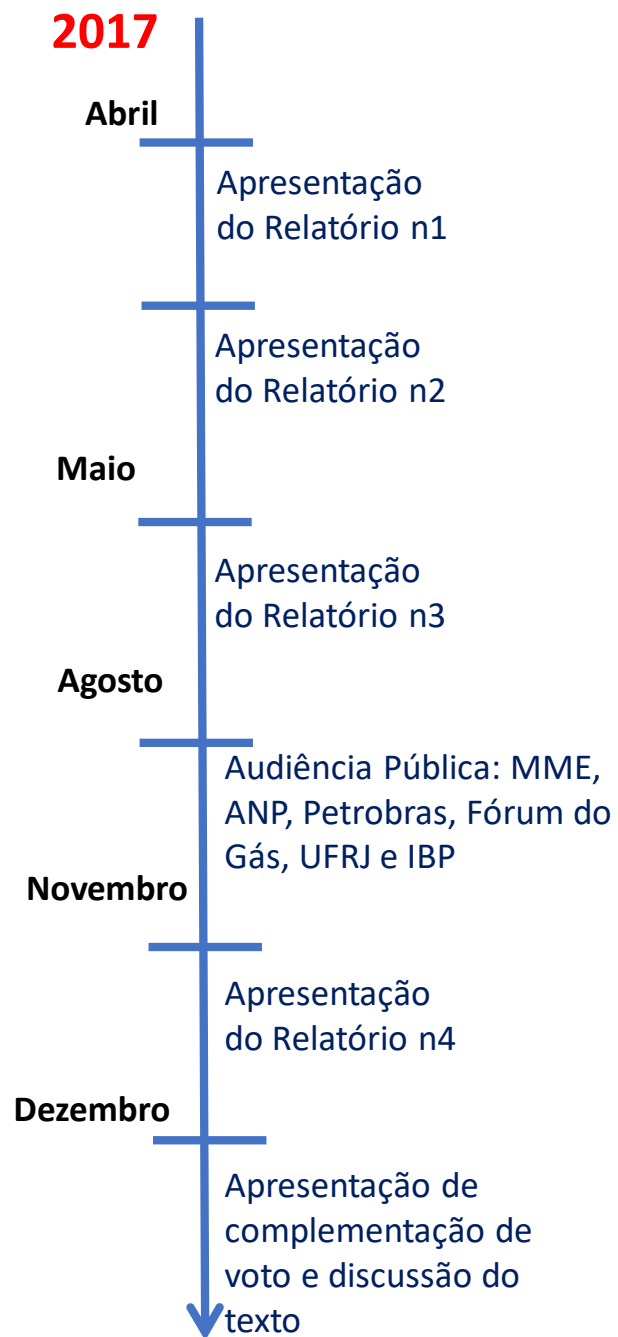 2017
Abril
Apresentação
do Relatório n1
Apresentação
do Relatório n2
Maio
Apresentação
do Relatório n3
Agosto
Audiência Pública: MME,
ANP, Petrobras, Fórum do
Gás, UFRJ e IBP
Novembro
Apresentação
do Relatório n4
Dezembro
Apresentação de
complementação de
voto e discussão do
texto